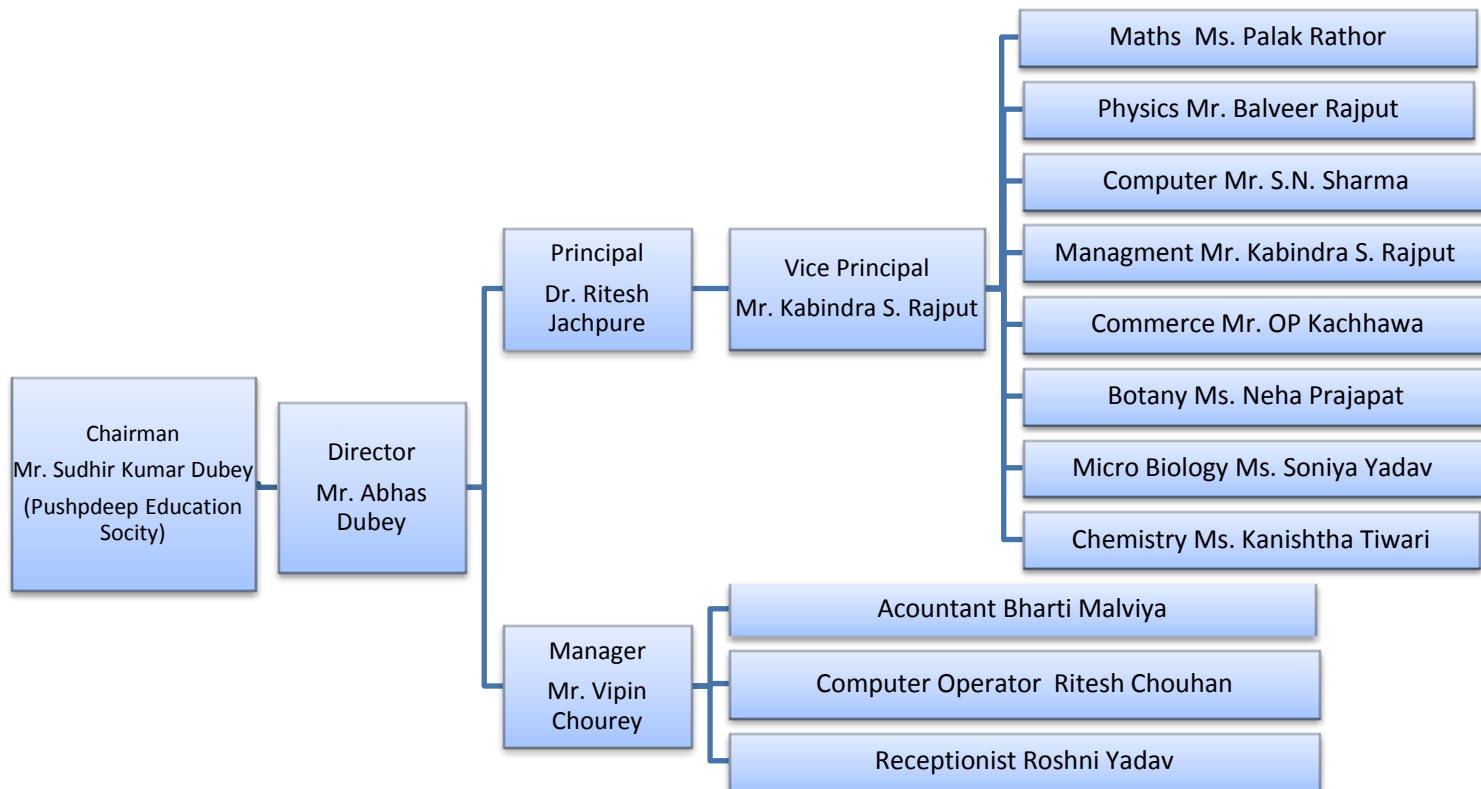 Chairman
Mr. Sudhir Kumar Dubey
(Pushpdeep Education
Socity)
Director
Mr. Abhas
Dubey
Principal
Dr. Ritesh
Jachpure
Vice Principal
Mr. Kabindra S. Rajput
Maths  Ms. Palak Rathor
Physics Mr. Balveer Rajput
Computer Mr. S.N. Sharma
Managment Mr. Kabindra S. Rajput
Commerce Mr. OP Kachhawa
Botany Ms. Neha Prajapat
Micro Biology Ms. Soniya Yadav
Chemistry Ms. Kanishtha Tiwari
Manager
Mr. Vipin
Chourey
Acountant Bharti Malviya
Computer Operator  Ritesh Chouhan
Receptionist Roshni Yadav